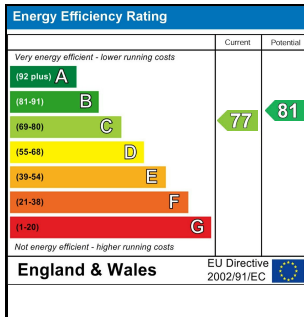 Energy Efficiency Rating
Current Potential
Very energy efficient - lower running costs
(92 plus) A
(81-91) B
(69-80) C
(55-68) D
(39-54) E
(21-38) F
(1-20) G
77
81
Not energy efficient - higher running costs
England & Wales
EU Directive
2002/91/EC